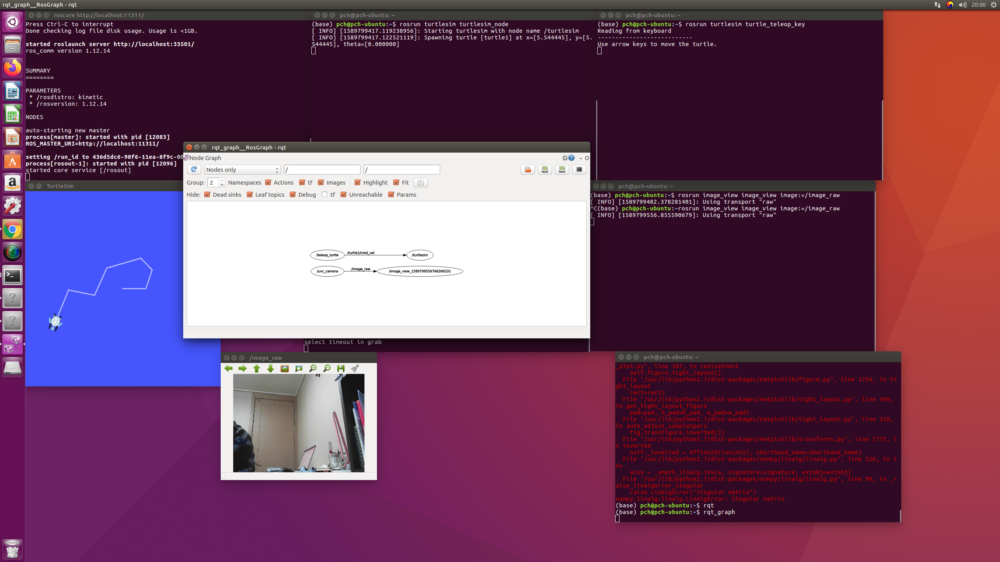 rqt_graph__RosGraph - rqt
20:00
roscore http://localhost:11311/
Press Ctrl-C to interrupt
Done checking log file disk usage. Usage is <1GB.
started roslaunch server http://localhost:33501/
ros_comm version 1.12.14
SUMMARY
========
PARAMETERS
* /rosdistro: kinetic
* /rosversion: 1.12.14
NODES
auto-starting new master
process[master]: started with pid [12083]
ROS_MASTER_URI=http://localhost:11311/
setting /run_id to 436d5dc6-98f6-11ea-8f9c-00
process[rosout-1]: started with pid [12096]
started core service [/rosout]
pch@pch-ubuntu: ~
(base) pch@pch-ubuntu:~$ rosrun turtlesim turtlesim_node
[ INFO] [1589799417.119238956]: Starting turtlesim with node name /turtlesim
[ INFO] [1589799417.122521119]: Spawning turtle [turtle1] at x=[5.544445], y=[5.
544445], theta=[0.000000]
pch@pch-ubuntu: ~
(base) pch@pch-ubuntu:~$ rosrun turtlesim turtle_teleop_key
Reading from keyboard
---------------------------
Use arrow keys to move the turtle.
TurtleSim
rqt_graph__RosGraph - rqt
Node Graph
D ? - O
Nodes only
/
/
Group: 2 Namespaces Actions tf Images Highlight Fit
Hide: Dead sinks Leaf topics Debug tf Unreachable Params
/teleop_turtle
/turtle1/cmd_vel
/turtlesim
/uvc_camera
/image_raw
/image_view_1589799556766306331
pch@pch-ubuntu: ~
(base) pch@pch-ubuntu:~$ rosrun image_view image_view image:=/image_raw
[ INFO] [1589799482.378281401]: Using transport "raw"
^C(base) pch@pch-ubuntu:~rosrun image_view image_view image:=/image_raw
[ INFO] [1589799556.855590679]: Using transport "raw"
select timeout in grab
/image_raw
pch@pch-ubuntu: ~
_plot.py", line 107, in resizeEvent
self.figure.tight_layout()
File "/usr/lib/python2.7/dist-packages/matplotlib/figure.py", line 1754, in ti
ght_layout
rect=rect)
File "/usr/lib/python2.7/dist-packages/matplotlib/tight_layout.py", line 349,
in get_tight_layout_figure
pad=pad, h_pad=h_pad, w_pad=w_pad)
File "/usr/lib/python2.7/dist-packages/matplotlib/tight_layout.py", line 128,
in auto_adjust_subplotpars
fig.transFigure.inverted())
File "/usr/lib/python2.7/dist-packages/matplotlib/transforms.py", line 1775, i
n inverted
self._inverted = Affine2D(inv(mtx), shorthand_name=shorthand_name)
File "/usr/lib/python2.7/dist-packages/numpy/linalg/linalg.py", line 526, in i
nv
ainv = _umath_linalg.inv(a, signature=signature, extobj=extobj)
File "/usr/lib/python2.7/dist-packages/numpy/linalg/linalg.py", line 90, in _r
aise_linalgerror_singular
raise LinAlgError("Singular matrix")
numpy.linalg.linalg.LinAlgError: Singular matrix
(base) pch@pch-ubuntu:~$ rqt
(base) pch@pch-ubuntu:~$ rqt_graph